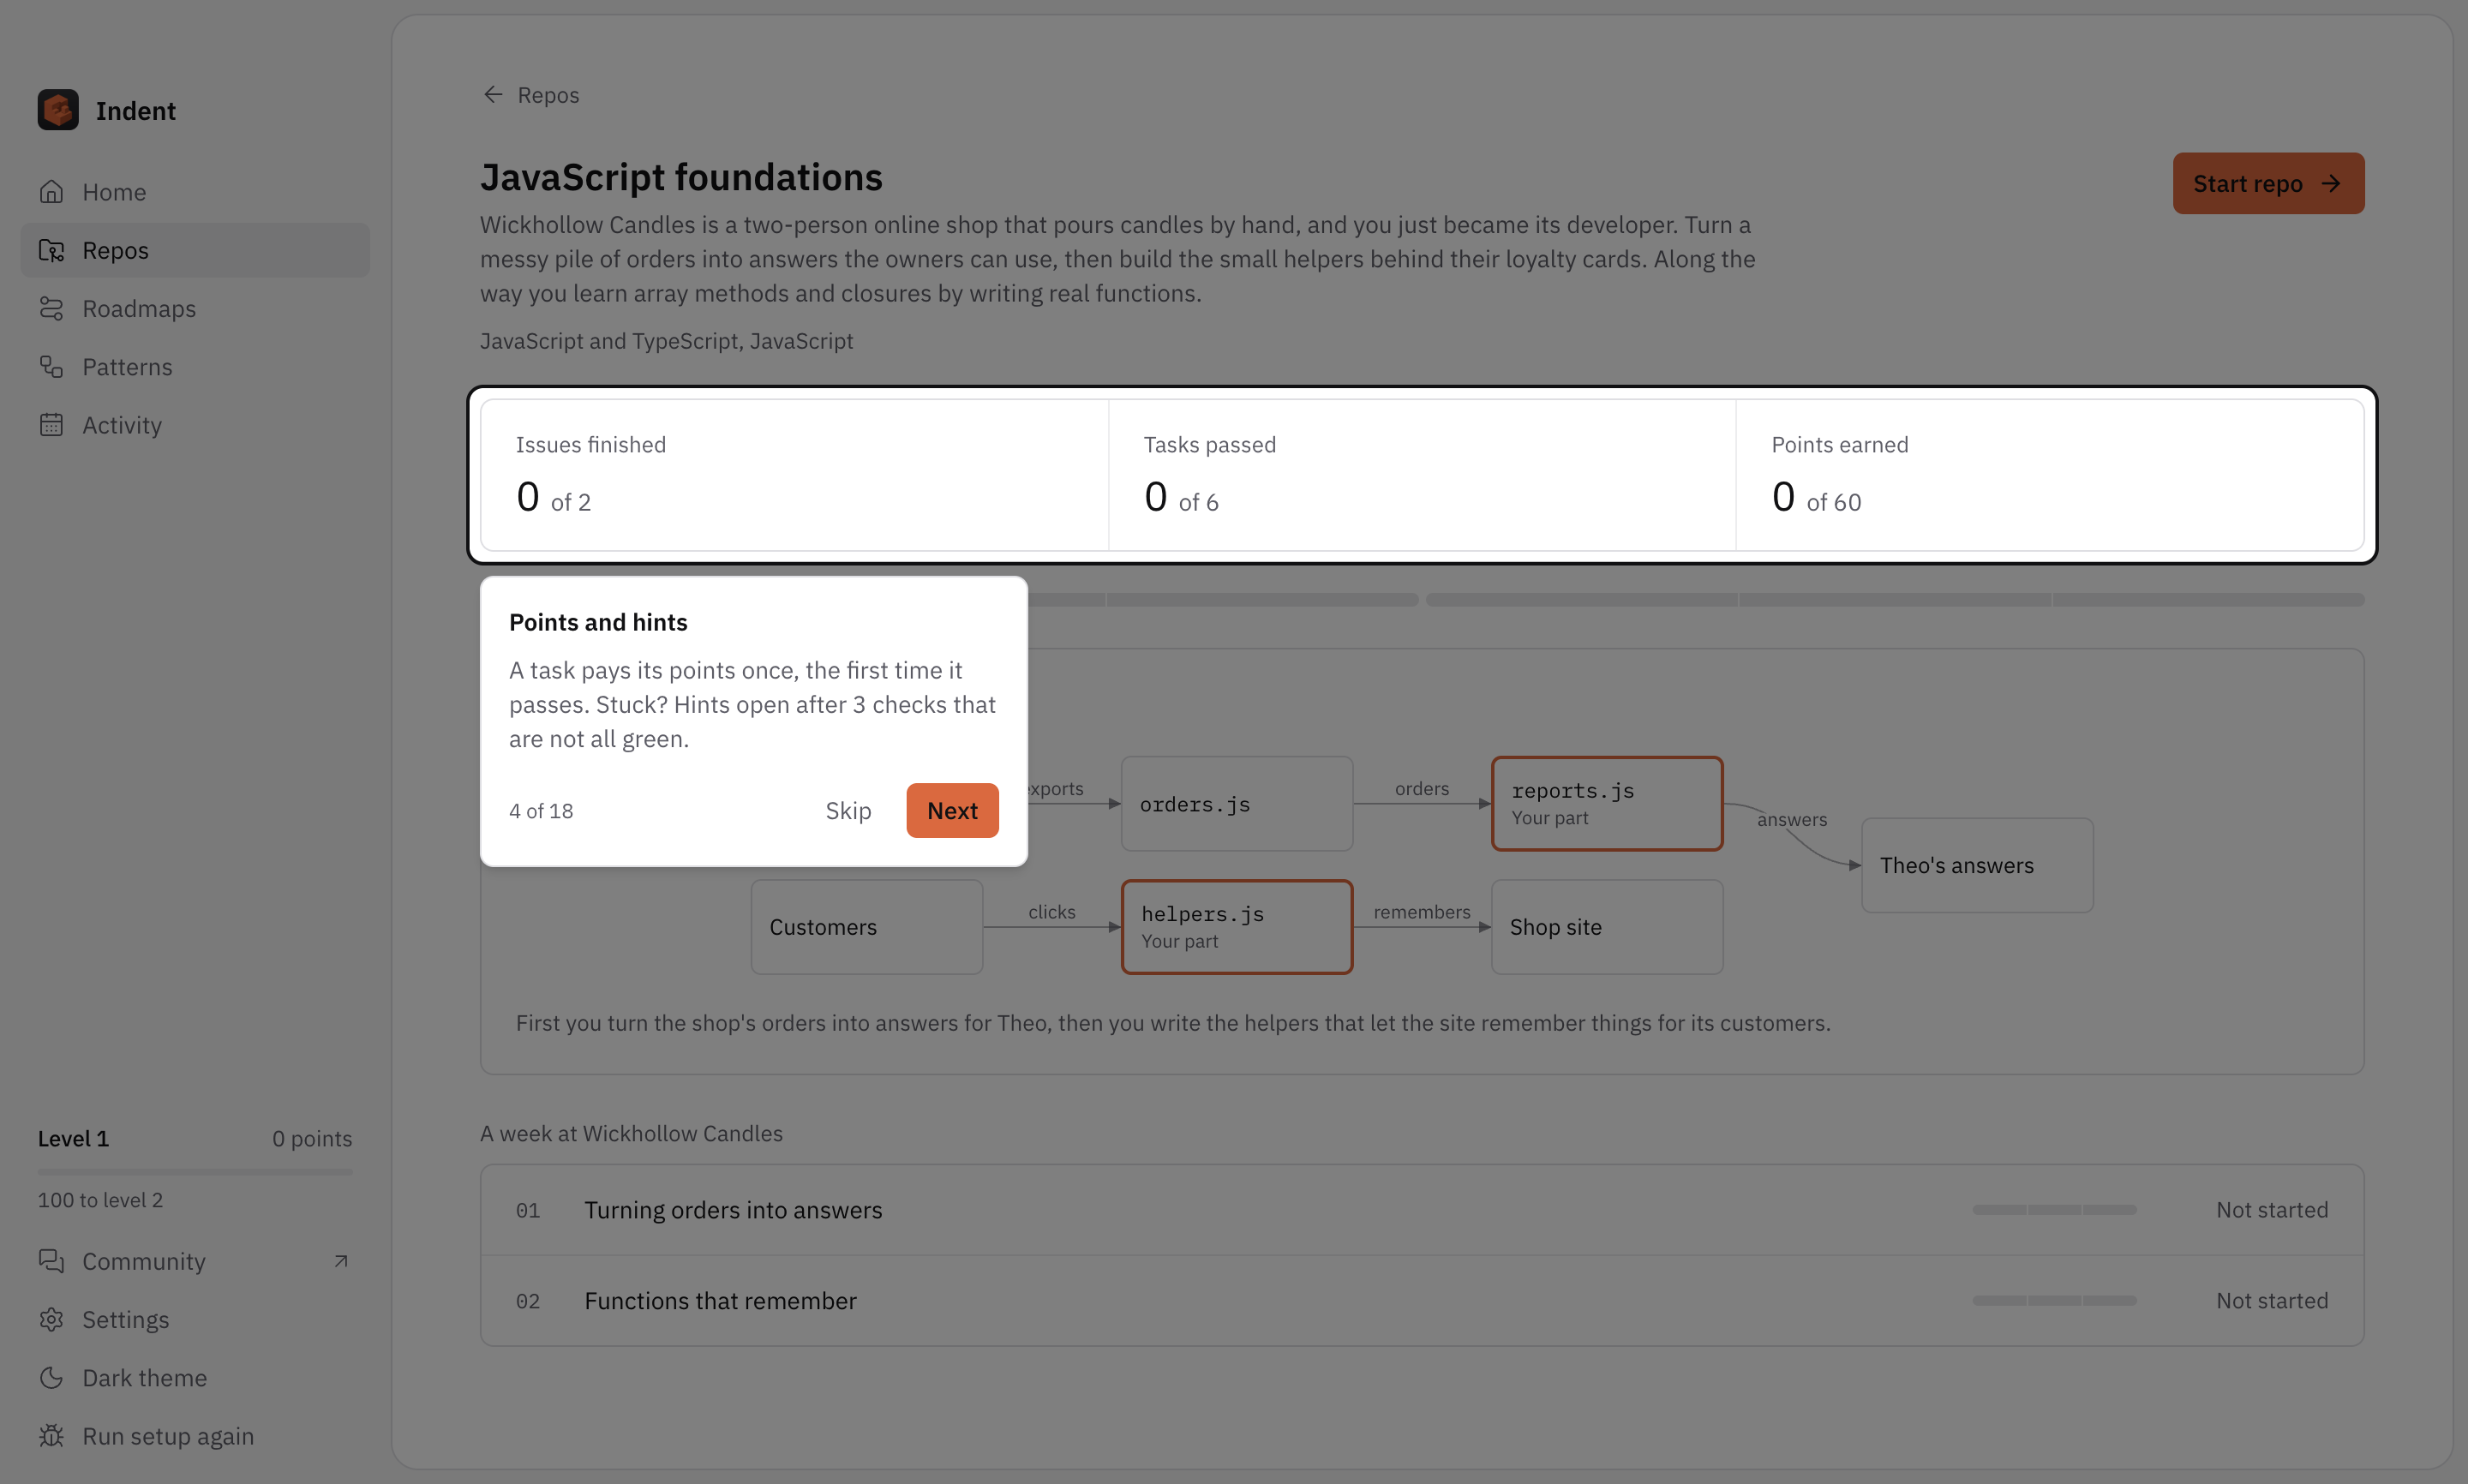 Indent
Home
Repos
Roadmaps
Patterns
Activity
Level 1
0 points
100 to level 2
Community
Settings
Dark theme
Run setup again
Repos
JavaScript foundations
Start repo
Wickhollow Candles is a two-person online shop that pours candles by hand, and you just became its developer. Turn a
messy pile of orders into answers the owners can use, then build the small helpers behind their loyalty cards. Along the
way you learn array methods and closures by writing real functions.
JavaScript and TypeScript, JavaScript
Issues finished
0 of 2
Tasks passed
0 of 6
Points earned
0 of 60
Points and hints
A task pays its points once, the first time it
passes. Stuck? Hints open after 3 checks that
are not all green.
4 of 18
Skip
Next
orders.js
orders
reports.js
Your part
answers
Theo's answers
Customers
clicks
helpers.js
Your part
remembers
Shop site
First you turn the shop's orders into answers for Theo, then you write the helpers that let the site remember things for its customers.
A week at Wickhollow Candles
01 Turning orders into answers Not started
02 Functions that remember Not started